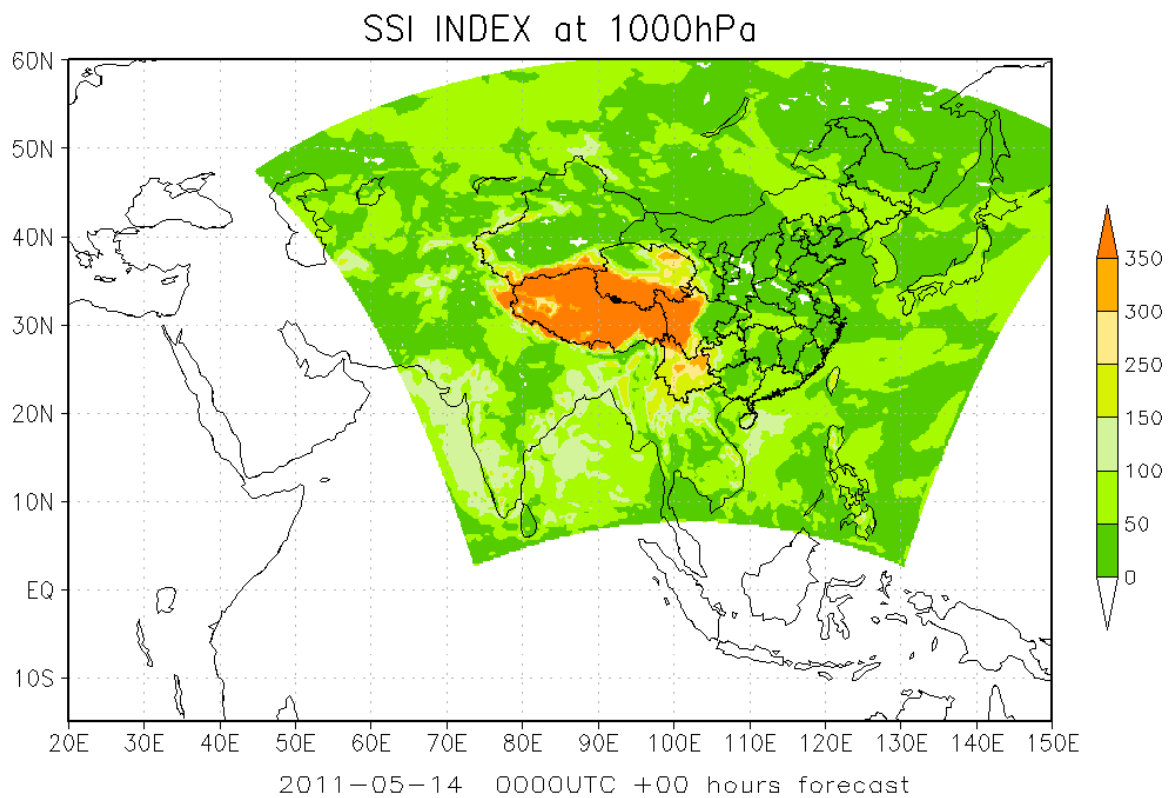 SSI INDEX at 1000hPa
60N
50N
40N
30N
20N
10N
EQ
10S
20E 30E 40E 50E 60E 70E 80E 90E 100E 110E 120E 130E 140E 150E
350
300
250
150
100
50
0
2011-05-14 0000UTC +00 hours forecast